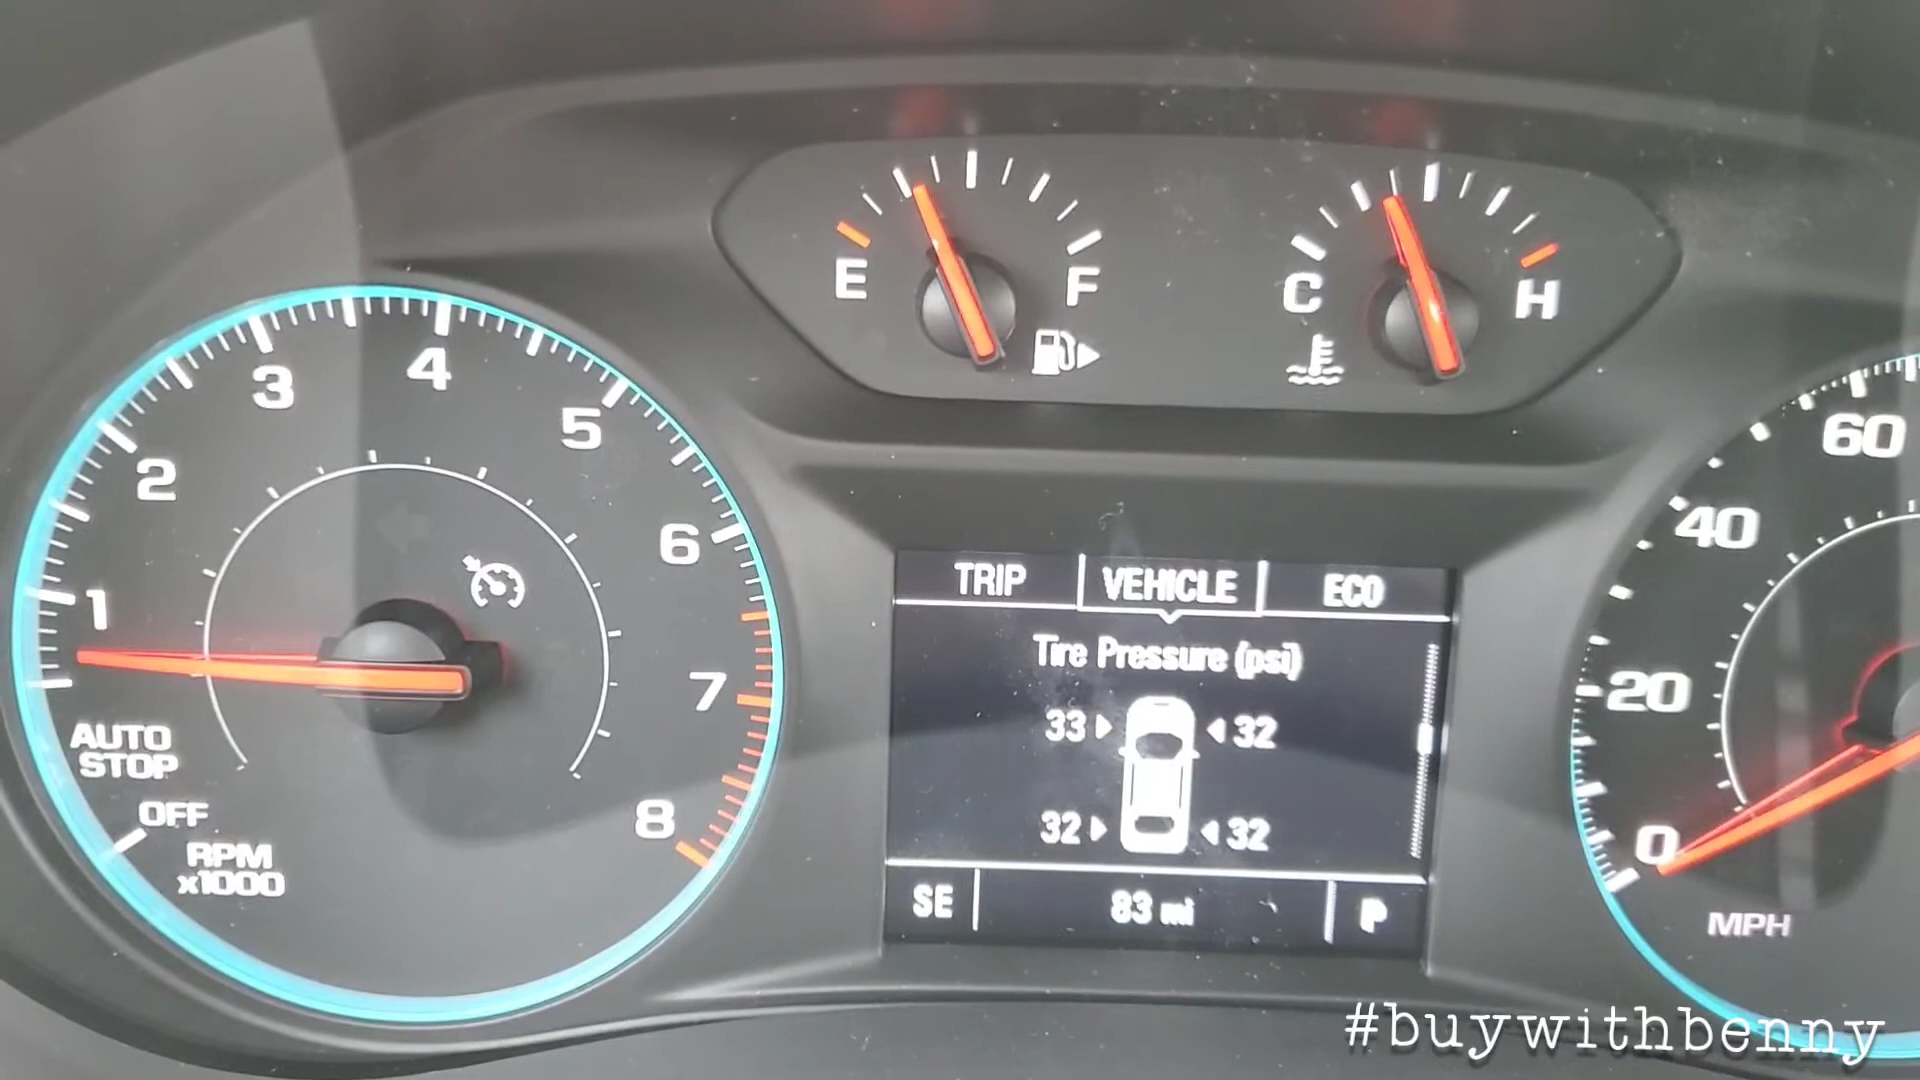 E F
C H
1 2 3 4 5 6 7 8
AUTO
STOP
OFF
RPM
x1000
TRIP VEHICLE ECO
Tire Pressure (psi)
33 32
32 32
SE 83 mi P
0 20 40 60
MPH
#buywithbenny